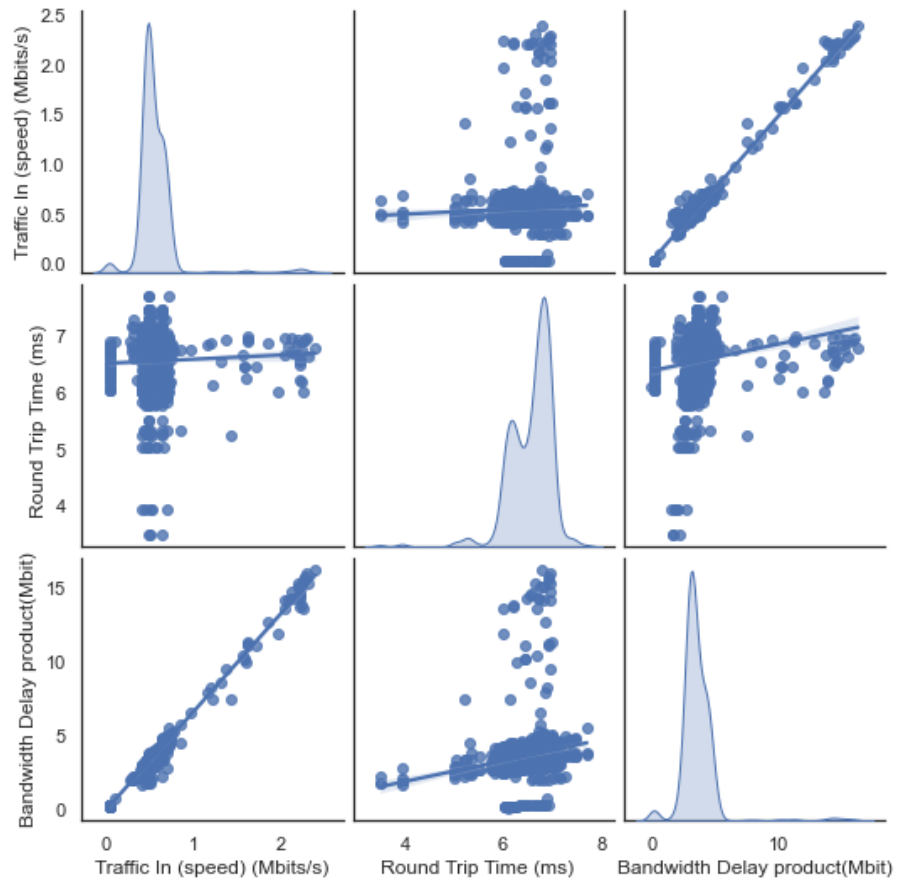 2.5
2.0
1.5
1.0
0.5
0.0
Traffic In (speed) (Mbits/s)
7
6
5
4
Round Trip Time (ms)
15
10
5
0
Bandwidth Delay product(Mbit)
0 1 2
4 6 8
0 10
Traffic In (speed) (Mbits/s)
Round Trip Time (ms)
Bandwidth Delay product(Mbit)